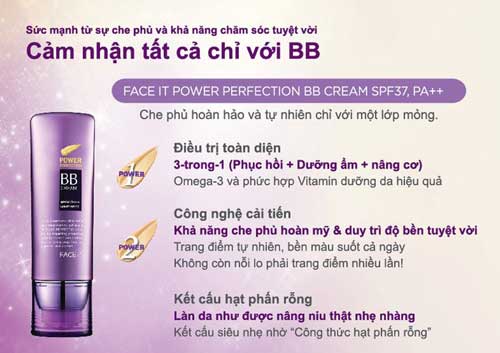 Sức mạnh từ sự che phủ và khả năng chăm sóc tuyệt vời
Cảm nhận tất cả chỉ với BB
FACE IT POWER PERFECTION BB CREAM SPF37, PA++
Che phủ hoàn hảo và tự nhiên chỉ với một lớp mỏng.
POWER
BB
CREAM
FACE
POWER 1
Điều trị toàn diện
3-trong-1 (Phục hồi + Dưỡng ẩm + nâng cơ)
Omega-3 và phức hợp Vitamin dưỡng da hiệu quả
POWER 2
Công nghệ cải tiến
Khả năng che phủ hoàn mỹ & duy trì độ bền tuyệt vời
Trang điểm tự nhiên, bền màu suốt cả ngày
Không còn nỗi lo phải trang điểm nhiều lần!
Kết cấu hạt phấn rỗng
Làn da như được nâng níu thật nhẹ nhàng
Kết cấu siêu nhẹ nhờ “Công thức hạt phấn rỗng”